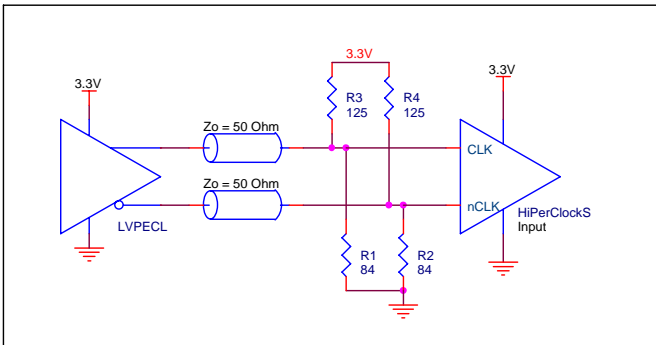 3.3V
3.3V
3.3V
R3
125
R4
125
Zo = 50 Ohm
CLK
Zo = 50 Ohm
nCLK
LVPECL
HiPerClockS
Input
R1
84
R2
84